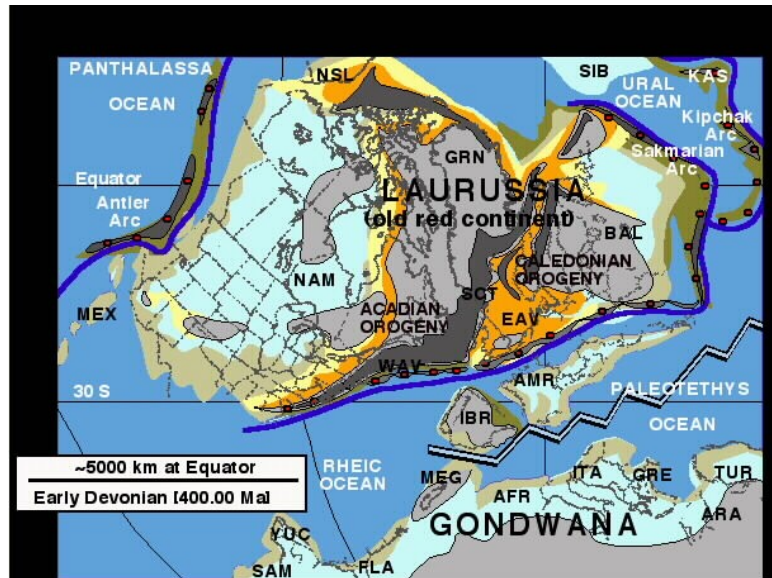 PANTHALASSA
OCEAN
NSL
SIB
URAL
OCEAN
KAS
Kipchak
Arc
Sakmarian
Arc
GRN
Equator
Antler
Arc
LAURUSSIA
(old red continent)
BAL
CALEDONIAN
OROGENY
NAM
SCT
MEX
ACADIAN
OROGENY
EAV
WAV
AMR
30 S
PALEOTETHYS
OCEAN
IBR
~5000 km at Equator
Early Devonian [400.00 Ma]
RHEIC
OCEAN
MEG
AFR
ITA
GRE
TUR
ARA
GONDWANA
YUC
SAM
FLA